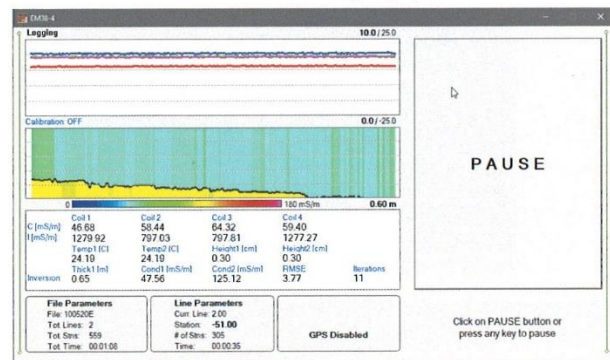 EM38-4
Logging 10.0 / 25.0
Calibration: OFF 0.0 / -25.0
0 180 mS/m 0.60 m
Coil 1 Coil 2 Coil 3 Coil 4
C [mS/m] 46.68 58.44 64.32 59.40
I [mS/m] 1279.92 797.03 797.81 1277.27
Temp1 [C] Temp2 [C] Height1 [cm] Height2 [cm]
24.19 24.19 0.30 0.30
Thick1 [m] Cond1 [mS/m] Cond2 [mS/m] RMSE Iterations
Inversion 0.65 47.56 125.12 3.77 11
File Parameters
File: 100520E
Tot Lines: 2
Tot Stns: 559
Tot Time: 00:01:08
Line Parameters
Curr. Line: 2.00
Station: -51.00
# of Stns: 305
Time: 00:00:35
GPS Disabled
PAUSE
Click on PAUSE button or
press any key to pause